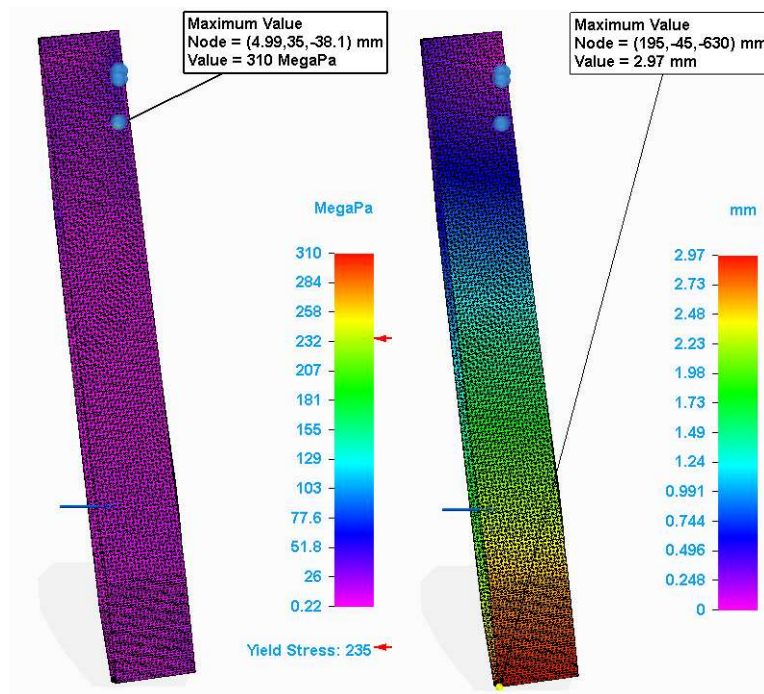 Maximum Value
Node = (4.99,35,-38.1) mm
Value = 310 MegaPa
MegaPa
310
284
258
232
207
181
155
129
103
77.6
51.8
26
0.22
Yield Stress: 235
Maximum Value
Node = (195,-45,-630) mm
Value = 2.97 mm
mm
2.97
2.73
2.48
2.23
1.98
1.73
1.49
1.24
0.991
0.744
0.496
0.248
0